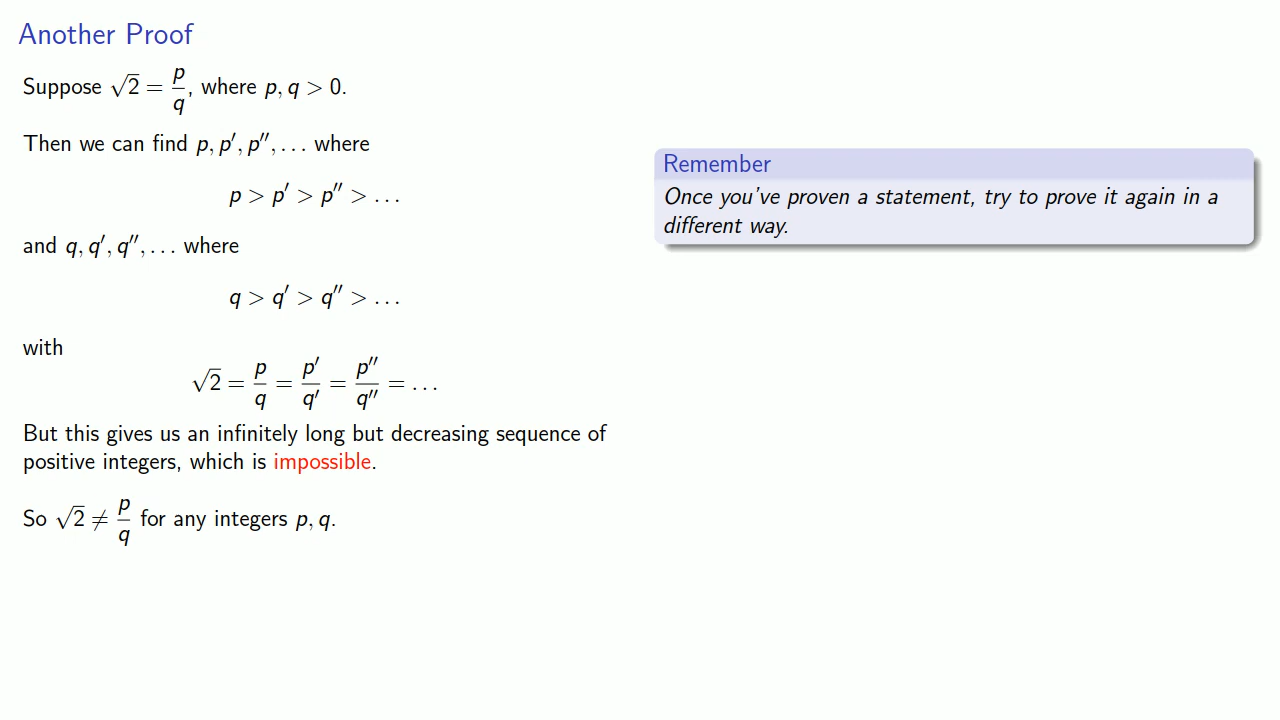 Another Proof
Suppose √2 = p/q, where p, q > 0.
Then we can find p, p′, p″, . . . where
p > p′ > p″ > . . .
and q, q′, q″, . . . where
q > q′ > q″ > . . .
with
√2 = p/q = p′/q′ = p″/q″ = . . .
But this gives us an infinitely long but decreasing sequence of
positive integers, which is impossible.
So √2 ≠ p/q for any integers p, q.
Remember
Once you've proven a statement, try to prove it again in a
different way.